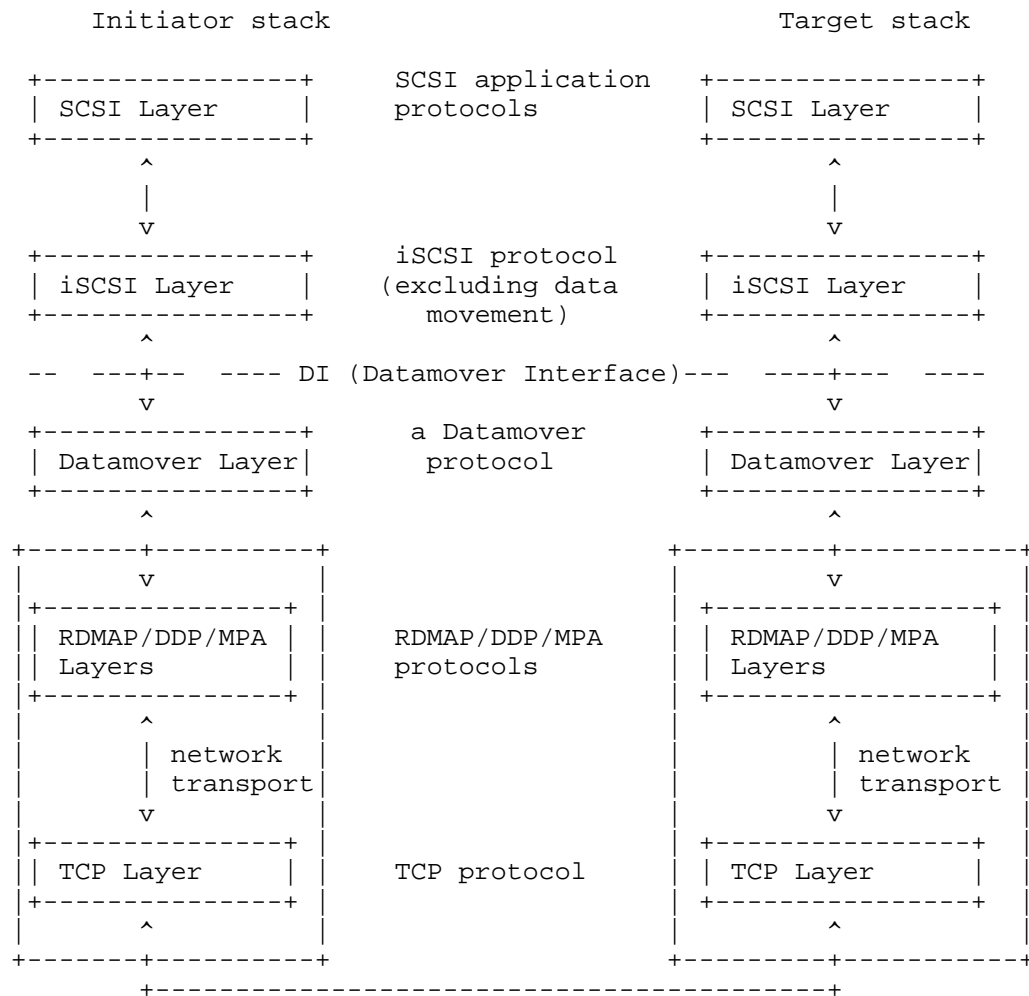 Initiator stack                          Target stack

 +----------------+     SCSI application   +----------------+
 | SCSI Layer     |     protocols          | SCSI Layer     |
 +----------------+                        +----------------+
        ^                                          ^
        |                                          |
        v                                          v
 +----------------+     iSCSI protocol     +----------------+
 | iSCSI Layer    |    (excluding data     | iSCSI Layer    |
 +----------------+       movement)        +----------------+
        ^                                          ^
 --  ---+--  ---- DI (Datamover Interface)---  ----+---  ----
        v                                          v
 +----------------+      a Datamover       +----------------+
 | Datamover Layer|       protocol         | Datamover Layer|
 +----------------+                        +----------------+
        ^                                          ^
+-------+----------+                     +---------+-----------+
|       v          |                     |         v           |
|+---------------+ |                     | +-----------------+ |
|| RDMAP/DDP/MPA | |    RDMAP/DDP/MPA    | | RDMAP/DDP/MPA   | |
|| Layers        | |    protocols        | | Layers          | |
|+---------------+ |                     | +-----------------+ |
|       ^          |                     |         ^           |
|       | network  |                     |         | network   |
|       | transport|                     |         | transport |
|       v          |                     |         v           |
|+---------------+ |                     | +----------------+  |
|| TCP Layer     | |    TCP protocol     | | TCP Layer      |  |
|+---------------+ |                     | +----------------+  |
|       ^          |                     |         ^           |
+-------+----------+                     +---------+-----------+
        +------------------------------------------+